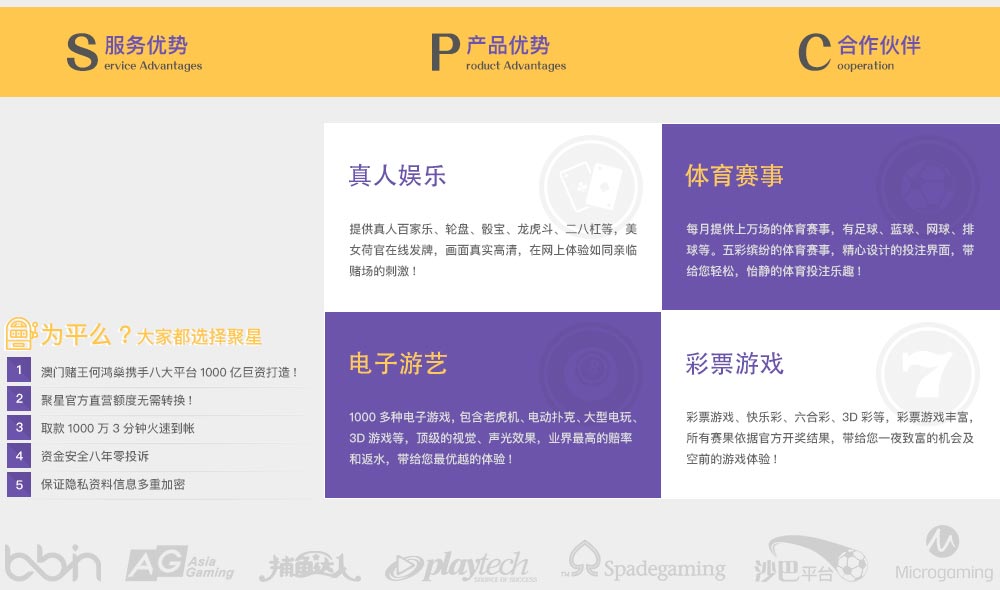 S 服务优势
ervice Advantages
P 产品优势
roduct Advantages
C 合作伙伴
ooperation
为平么？大家都选择聚星
1 澳门赌王何鸿燊携手八大平台 1000 亿巨资打造！
2 聚星官方直营额度无需转换！
3 取款 1000 万 3 分钟火速到帐
4 资金安全八年零投诉
5 保证隐私资料信息多重加密
真人娱乐
提供真人百家乐、轮盘、骰宝、龙虎斗、二八杠等，美
女荷官在线发牌，画面真实高清，在网上体验如同亲临
赌场的刺激！
体育赛事
每月提供上万场的体育赛事，有足球、蓝球、网球、排
球等。五彩缤纷的体育赛事，精心设计的投注界面，带
给您轻松，怡静的体育投注乐趣！
电子游艺
1000 多种电子游戏，包含老虎机、电动扑克、大型电玩、
3D 游戏等，顶级的视觉、声光效果，业界最高的赔率
和返水，带给您最优越的体验！
彩票游戏
7
彩票游戏、快乐彩、六合彩、3D 彩等，彩票游戏丰富，
所有赛果依据官方开奖结果，带给您一夜致富的机会及
空前的游戏体验！
bbin
AG Asia Gaming
捕鱼达人
playtech
SOURCE OF SUCCESS
TM Spadegaming
沙巴平台
Microgaming